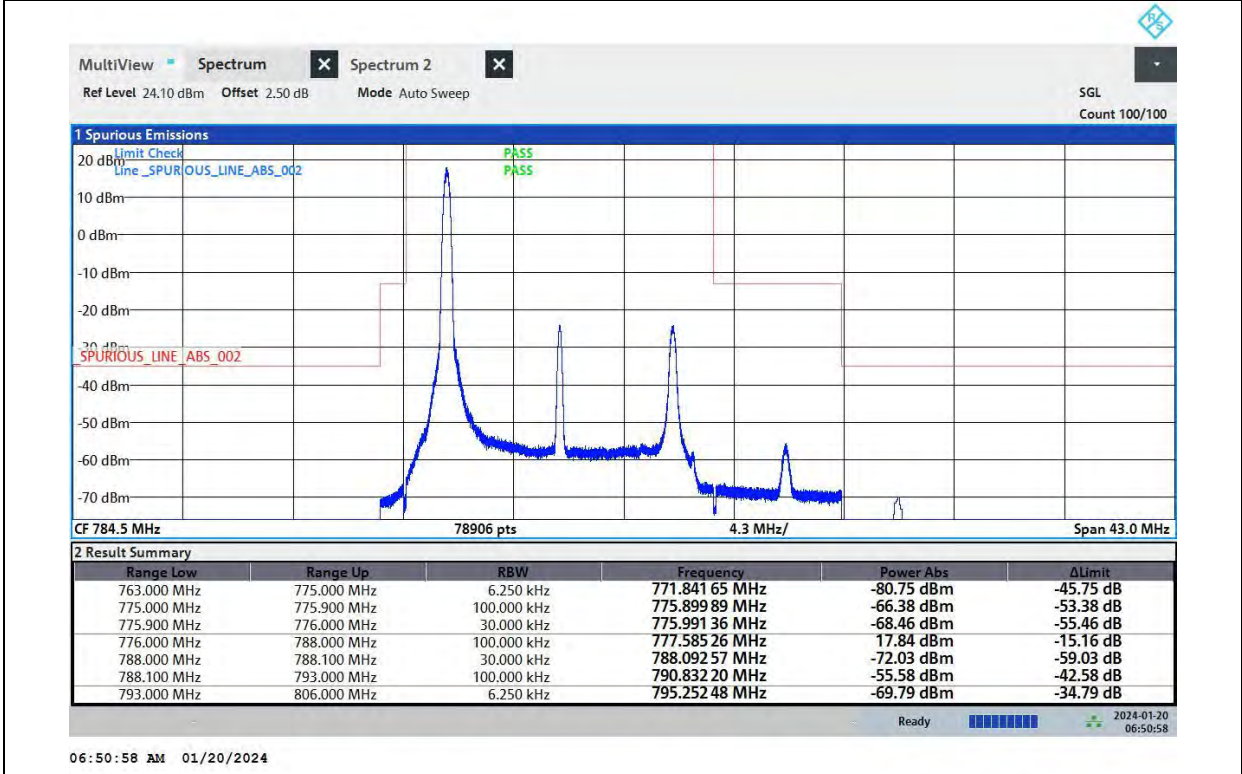 R&S
MultiView Spectrum X Spectrum 2 X
Ref Level 24.10 dBm Offset 2.50 dB Mode Auto Sweep SGL
Count 100/100
1 Spurious Emissions
Limit Check PASS
20 dBm
Line _SPURIOUS_LINE_ABS_002 PASS
10 dBm
0 dBm
-10 dBm
-20 dBm
-30 dBm
_SPURIOUS_LINE_ABS_002
-40 dBm
-50 dBm
-60 dBm
-70 dBm
CF 784.5 MHz 78906 pts 4.3 MHz/ Span 43.0 MHz
2 Result Summary
Range Low Range Up RBW Frequency Power Abs ΔLimit
763.000 MHz 775.000 MHz 6.250 kHz 771.841 65 MHz -80.75 dBm -45.75 dB
775.000 MHz 775.900 MHz 100.000 kHz 775.899 89 MHz -66.38 dBm -53.38 dB
775.900 MHz 776.000 MHz 30.000 kHz 775.991 36 MHz -68.46 dBm -55.46 dB
776.000 MHz 788.000 MHz 100.000 kHz 777.585 26 MHz 17.84 dBm -15.16 dB
788.000 MHz 788.100 MHz 30.000 kHz 788.092 57 MHz -72.03 dBm -59.03 dB
788.100 MHz 793.000 MHz 100.000 kHz 790.832 20 MHz -55.58 dBm -42.58 dB
793.000 MHz 806.000 MHz 6.250 kHz 795.252 48 MHz -69.79 dBm -34.79 dB
Ready 2024-01-20
06:50:58
06:50:58 AM 01/20/2024